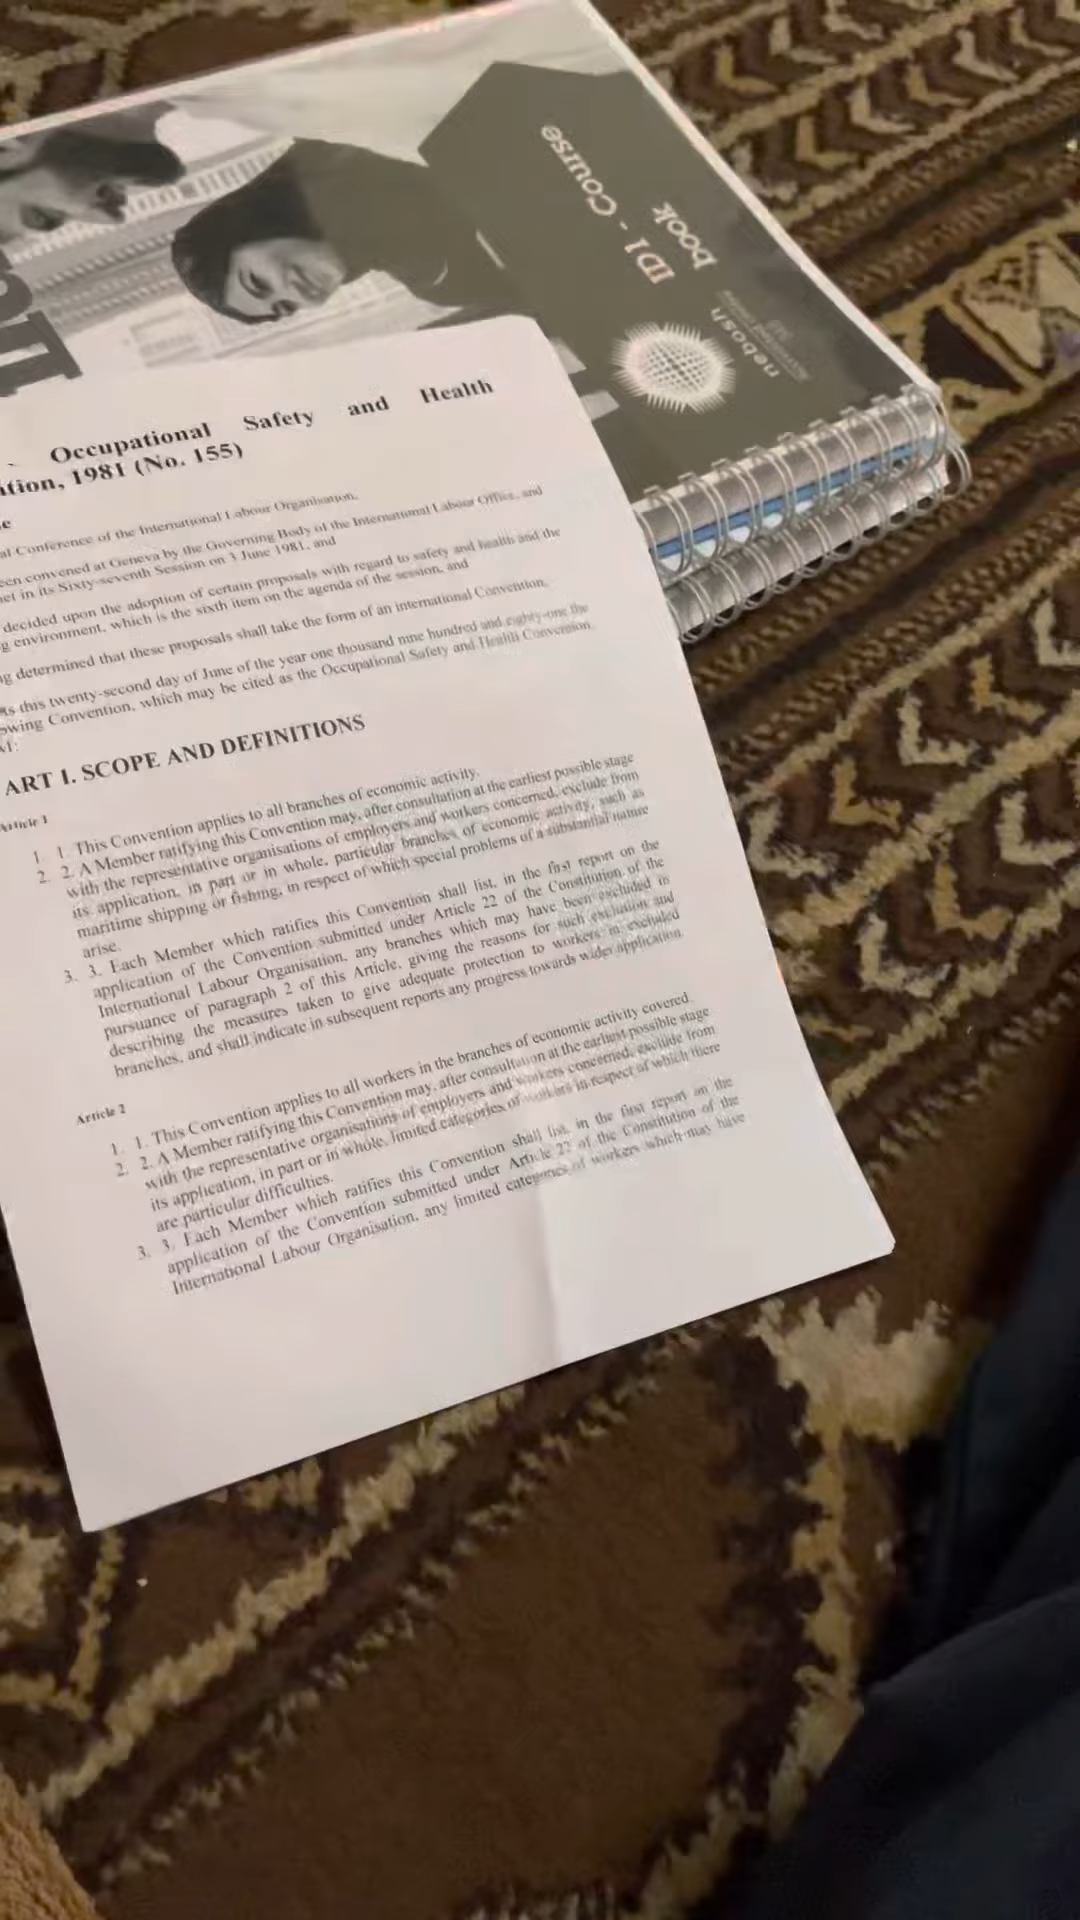 ID1 - Course
book
nebosh
Occupational Safety and Health
tion, 1981 (No. 155)
e
al Conference of the International Labour Organisation,
een convened at Geneva by the Governing Body of the International Labour Office, and
et in its Sixty-seventh Session on 3 June 1981, and
decided upon the adoption of certain proposals with regard to safety and health and the
g environment, which is the sixth item on the agenda of the session, and
g determined that these proposals shall take the form of an international Convention,
ts this twenty-second day of June of the year one thousand nine hundred and eighty-one the
owing Convention, which may be cited as the Occupational Safety and Health Convention,
ART I. SCOPE AND DEFINITIONS
Article 1
1. 1. This Convention applies to all branches of economic activity.
2. 2. A Member ratifying this Convention may, after consultation at the earliest possible stage
with the representative organisations of employers and workers concerned, exclude from
its application, in part or in whole, particular branches of economic activity, such as
maritime shipping or fishing, in respect of which special problems of a substantial nature
arise.
3. 3. Each Member which ratifies this Convention shall list, in the first report on the
application of the Convention submitted under Article 22 of the Constitution of the
International Labour Organisation, any branches which may have been excluded in
pursuance of paragraph 2 of this Article, giving the reasons for such exclusion and
describing the measures taken to give adequate protection to workers in excluded
branches, and shall indicate in subsequent reports any progress towards wider application.
Article 2
1. 1. This Convention applies to all workers in the branches of economic activity covered.
2. 2. A Member ratifying this Convention may, after consultation at the earliest possible stage
with the representative organisations of employers and workers concerned, exclude from
its application, in part or in whole, limited categories of workers in respect of which there
are particular difficulties.
3. 3. Each Member which ratifies this Convention shall list, in the first report on the
application of the Convention submitted under Article 22 of the Constitution of the
International Labour Organisation, any limited categories of workers which may have